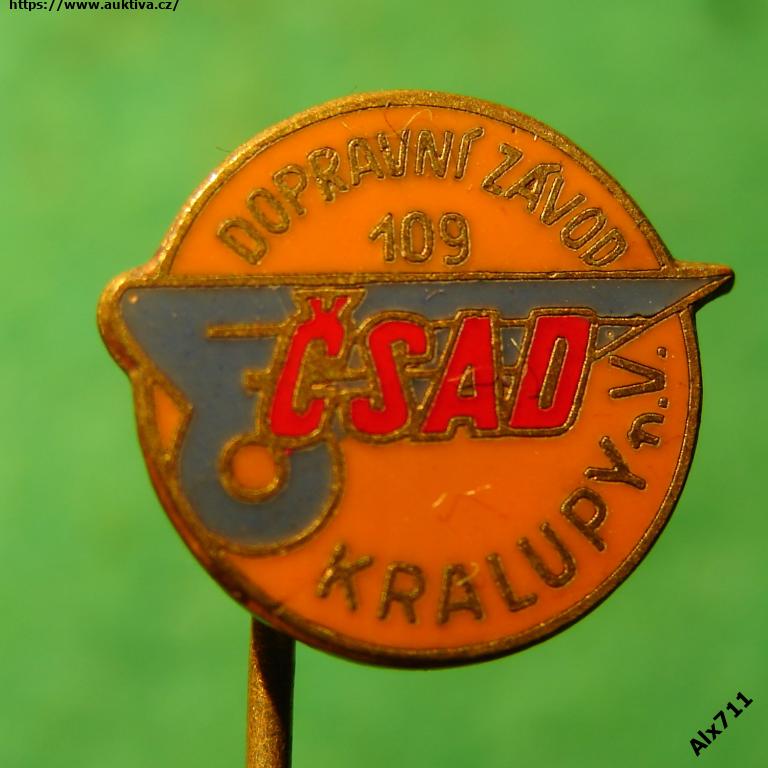 https://www.auktiva.cz/
DOPRAVNÍ ZÁVOD
109
ČSAD
KRALUPY n.V.
Alx711